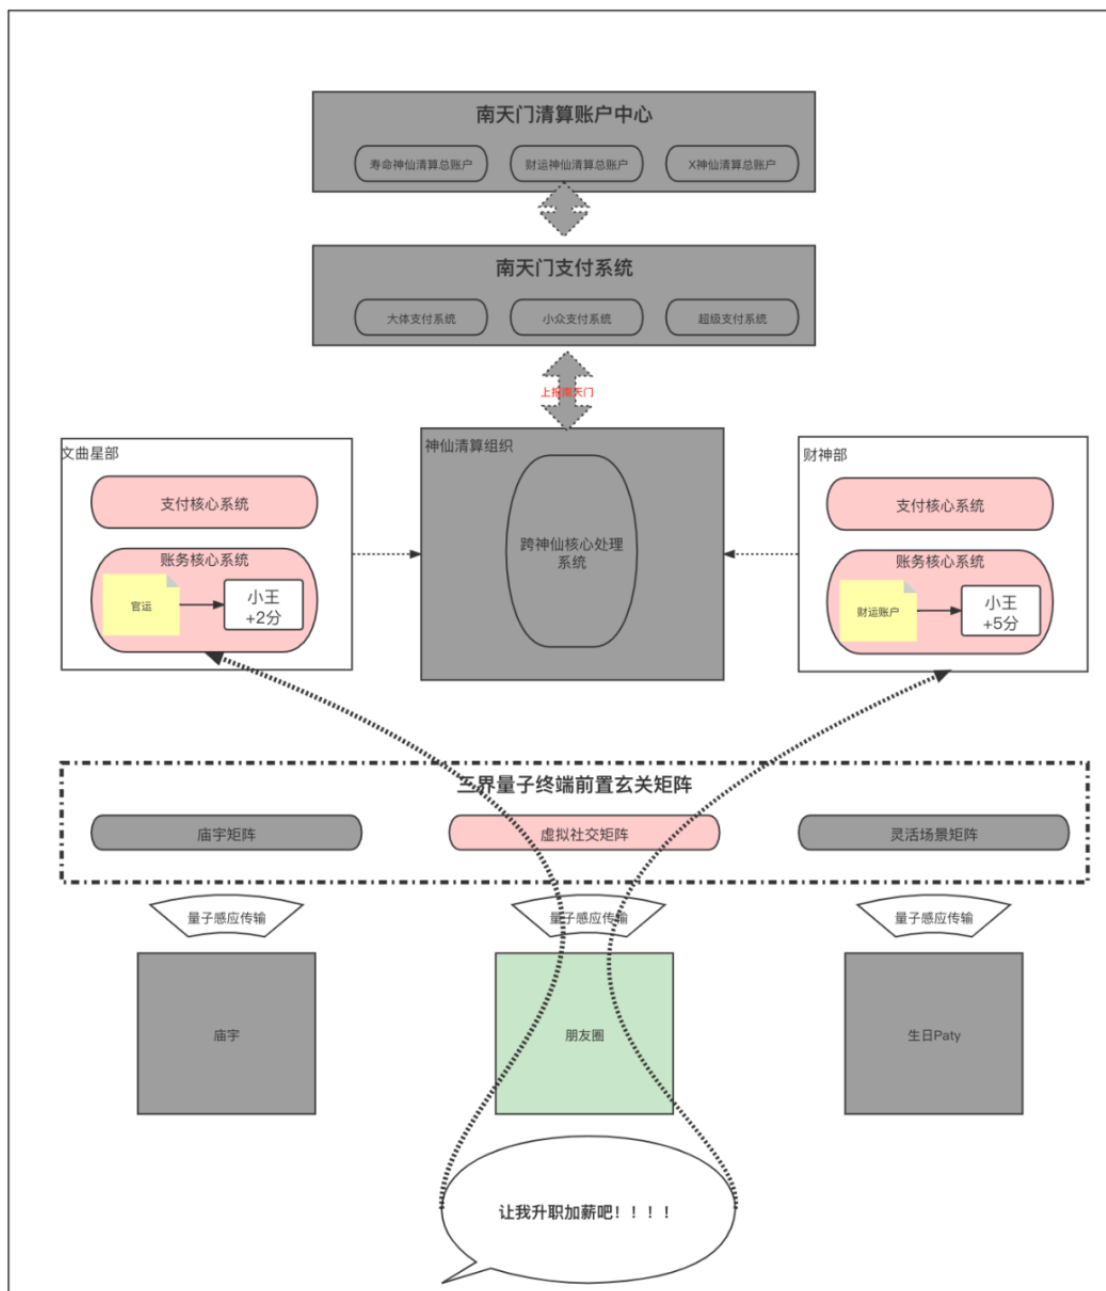 南天门清算账户中心
寿命神仙清算总账户
财运神仙清算总账户
X神仙清算总账户
南天门支付系统
大体支付系统
小众支付系统
超级支付系统
上报南天门
文曲星部
支付核心系统
账务核心系统
官运
小王
+2分
神仙清算组织
跨神仙核心处理
系统
财神部
支付核心系统
账务核心系统
财运账户
小王
+5分
三界量子终端前置玄关矩阵
庙宇矩阵
虚拟社交矩阵
灵活场景矩阵
量子感应传输
量子感应传输
量子感应传输
庙宇
朋友圈
生日Paty
让我升职加薪吧！！！！